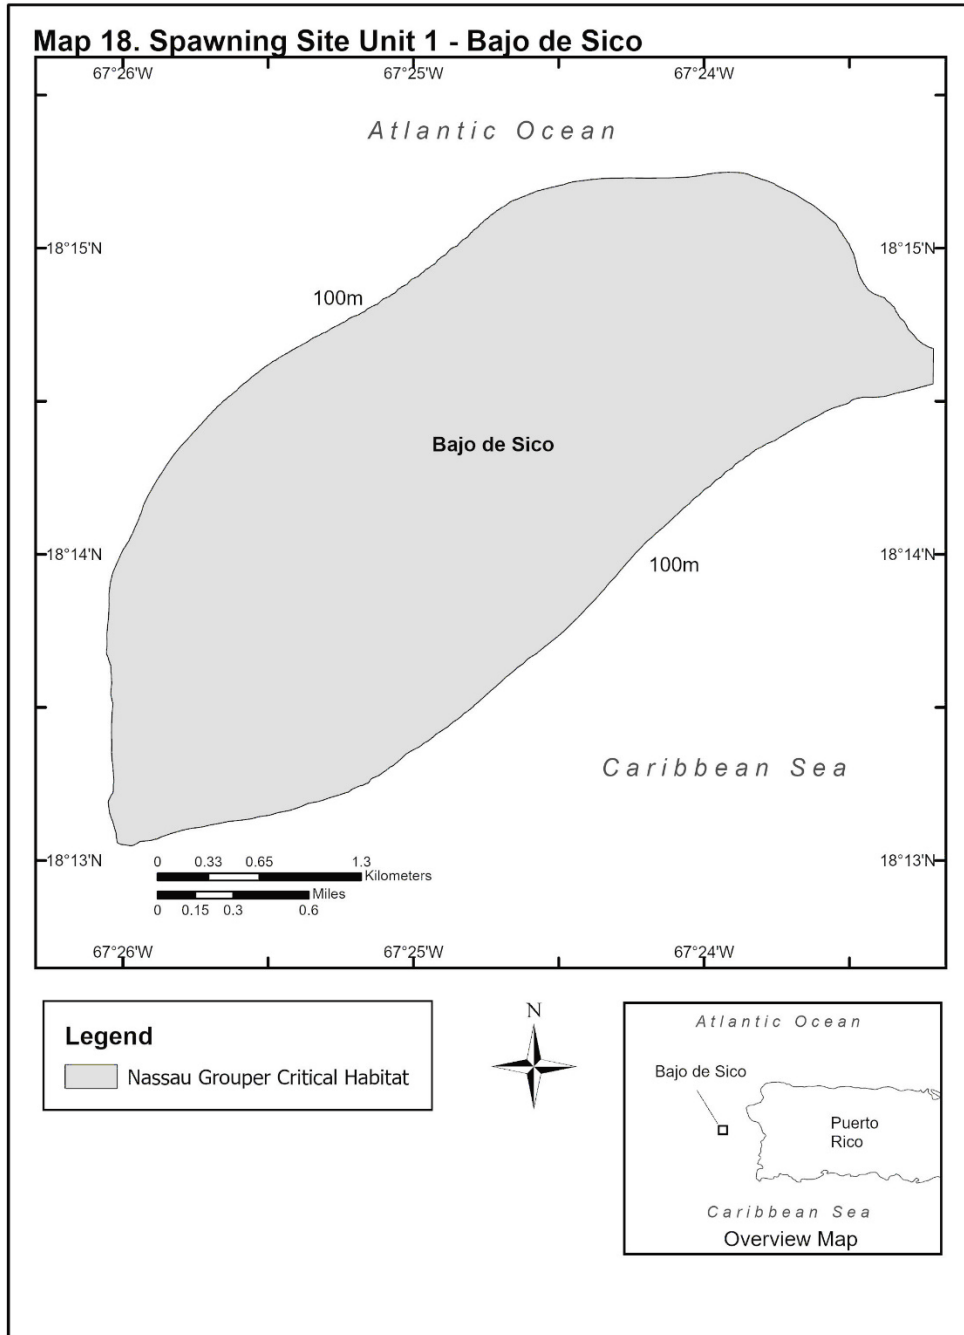 Map 18. Spawning Site Unit 1 - Bajo de Sico
67°26'W 67°25'W 67°24'W
Atlantic Ocean
18°15'N 18°15'N
100m
Bajo de Sico
18°14'N 18°14'N
100m
Caribbean Sea
18°13'N 18°13'N
0 0.33 0.65 1.3
Kilometers
Miles
0 0.15 0.3 0.6
67°26'W 67°25'W 67°24'W
Legend
Nassau Grouper Critical Habitat
N
Atlantic Ocean
Bajo de Sico
Puerto
Rico
Caribbean Sea
Overview Map